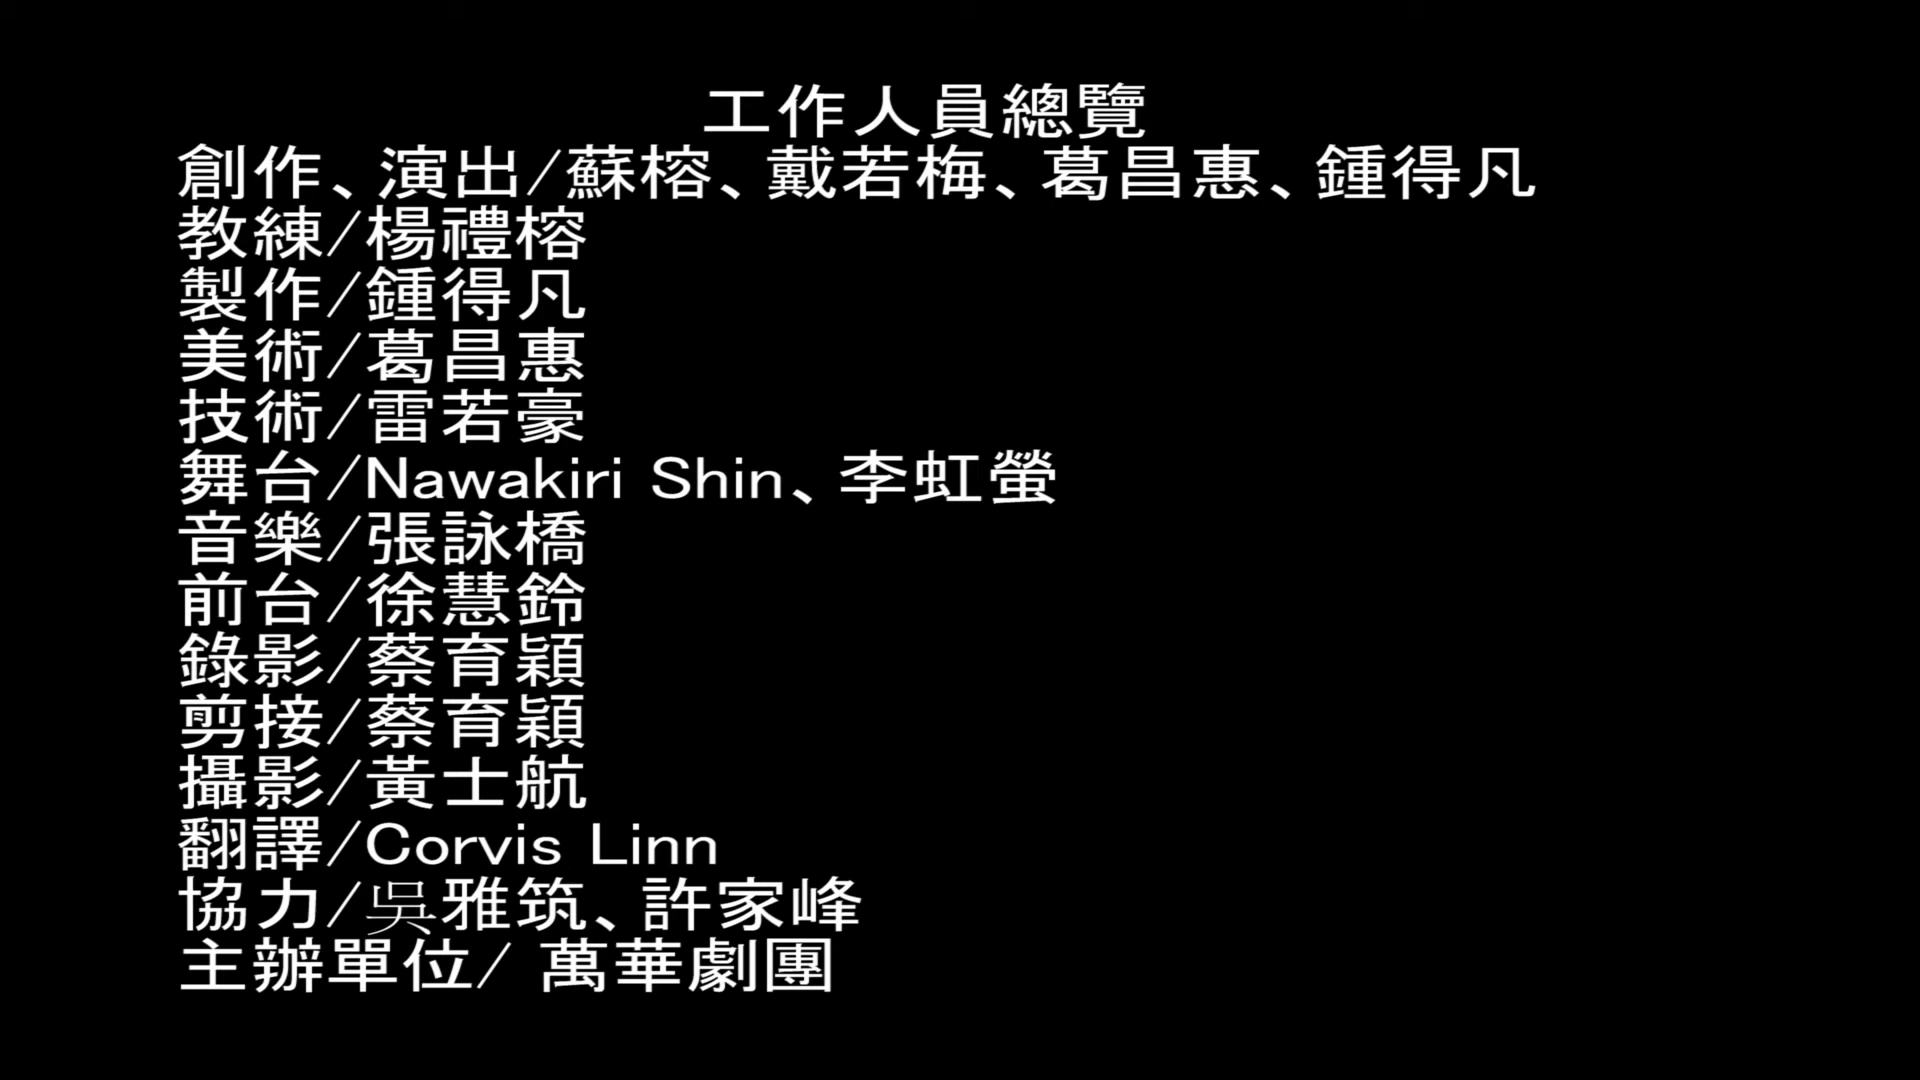 工作人員總覽
創作、演出/蘇榕、戴若梅、葛昌惠、鍾得凡
教練/楊禮榕
製作/鍾得凡
美術/葛昌惠
技術/雷若豪
舞台/Nawakiri Shin、李虹螢
音樂/張詠橋
前台/徐慧鈴
錄影/蔡育穎
剪接/蔡育穎
攝影/黃士航
翻譯/Corvis Linn
協力/吳雅筑、許家峰
主辦單位/ 萬華劇團